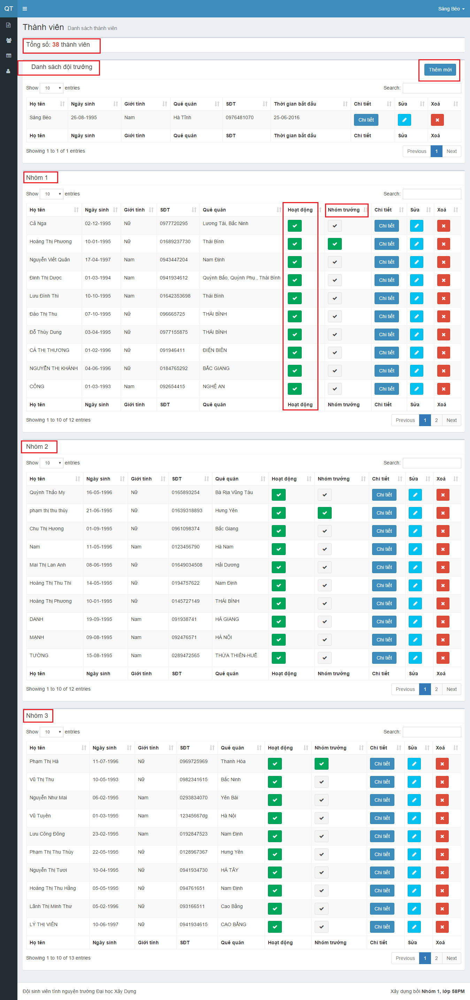 QT Sáng Béo
Thành viên Danh sách thành viên
Tổng số: 38 thành viên
Danh sách đội trưởng Thêm mới
Show 10 entries Search:
Họ tên Ngày sinh Giới tính Quê quán SĐT Thời gian bắt đầu Chi tiết Sửa Xoá
Sáng Béo 26-08-1995 Nam Hà Tĩnh 0976481070 25-06-2016 Chi tiết
Họ tên Ngày sinh Giới tính Quê quán SĐT Thời gian bắt đầu Chi tiết Sửa Xoá
Showing 1 to 1 of 1 entries Previous 1 Next
Nhóm 1
Show 10 entries Search:
Họ tên Ngày sinh Giới tính SĐT Quê quán Hoạt động Nhóm trưởng Chi tiết Sửa Xoá
Cả Nga 02-12-1995 Nữ 0977720295 Lương Tài, Bắc Ninh Chi tiết
Hoàng Thị Phương 10-01-1995 Nữ 01689237730 Thái Bình Chi tiết
Nguyễn Viết Quân 17-04-1997 Nam 0943447204 Nam Định Chi tiết
Đinh Thị Dược 01-03-1994 Nam 0941934612 Quỳnh Bảo, Quỳnh Phụ , Thái Bình Chi tiết
Lưu Đình Thi 10-10-1995 Nam 01642353698 Thái Bình Chi tiết
Đào Thị Thu 07-10-1995 Nữ 096665725 THÁI BÌNH Chi tiết
Đỗ Thùy Dung 03-04-1995 Nữ 0977155875 THÁI BÌNH Chi tiết
CÀ THỊ THƯƠNG 01-02-1996 Nữ 091946411 ĐIỆN BIÊN Chi tiết
NGUYỄN THỊ KHÁNH 04-06-1996 Nữ 0184765292 BẮC GIANG Chi tiết
CÔNG 01-03-1993 Nam 092654415 NGHỆ AN Chi tiết
Họ tên Ngày sinh Giới tính SĐT Quê quán Hoạt động Nhóm trưởng Chi tiết Sửa Xoá
Showing 1 to 10 of 12 entries Previous 1 2 Next
Nhóm 2
Show 10 entries Search:
Họ tên Ngày sinh Giới tính SĐT Quê quán Hoạt động Nhóm trưởng Chi tiết Sửa Xoá
Quỳnh Thảo My 16-05-1996 Nữ 0165893254 Bà Rịa Vũng Tàu Chi tiết
phạm thị thu thùy 21-06-1995 Nữ 01639318893 Hưng Yên Chi tiết
Chu Thị Hương 01-09-1995 Nữ 0961098374 Bắc Giang Chi tiết
Nam 11-05-1996 Nam 0123456790 Hà Nam Chi tiết
Mai Thị Lan Anh 08-06-1995 Nữ 01649034508 Hải Dương Chi tiết
Hoàng Thị Thu Thi 14-05-1995 Nữ 0194757622 Nam Định Chi tiết
Hoàng Thị Phương 10-01-1995 Nữ 0145727149 THÁI BÌNH Chi tiết
DANH 19-09-1995 Nam 091938741 HÀ GIANG Chi tiết
MẠNH 09-08-1995 Nam 092476571 HÀ NỘI Chi tiết
TƯỜNG 15-08-1995 Nam 0289472565 THỪA THIÊN-HUẾ Chi tiết
Họ tên Ngày sinh Giới tính SĐT Quê quán Hoạt động Nhóm trưởng Chi tiết Sửa Xoá
Showing 1 to 10 of 12 entries Previous 1 2 Next
Nhóm 3
Show 10 entries Search:
Họ tên Ngày sinh Giới tính SĐT Quê quán Hoạt động Nhóm trưởng Chi tiết Sửa Xoá
Phạm Thị Hà 11-07-1996 Nữ 0969725969 Thanh Hóa Chi tiết
Vũ Thị Thu 10-05-1993 Nữ 0982341615 Bắc Ninh Chi tiết
Nguyễn Như Mai 06-02-1995 Nam 0293834070 Yên Bái Chi tiết
Vũ Tuyên 01-03-1995 Nam 12345667dg Hà Nội Chi tiết
Lưu Công Đông 23-02-1995 Nam 0192847523 Nam Định Chi tiết
Phạm Thị Thu Thùy 22-05-1995 Nữ 0128967367 Hưng Yên Chi tiết
Nguyễn Thị Tươi 10-04-1995 Nữ 0941934730 HÀ TÂY Chi tiết
Hoàng Thị Thu Hằng 05-05-1995 Nữ 094761651 Nam Định Chi tiết
Lãnh Thị Minh Thư 05-02-1996 Nữ 093166511 Cao Bằng Chi tiết
LÝ THỊ VIÊN 10-06-1997 Nữ 0941934615 CAO BẰNG Chi tiết
Họ tên Ngày sinh Giới tính SĐT Quê quán Hoạt động Nhóm trưởng Chi tiết Sửa Xoá
Showing 1 to 10 of 13 entries Previous 1 2 Next
Đội sinh viên tình nguyện trường Đại học Xây Dựng Xây dựng bởi Nhóm 1, lớp 58PM